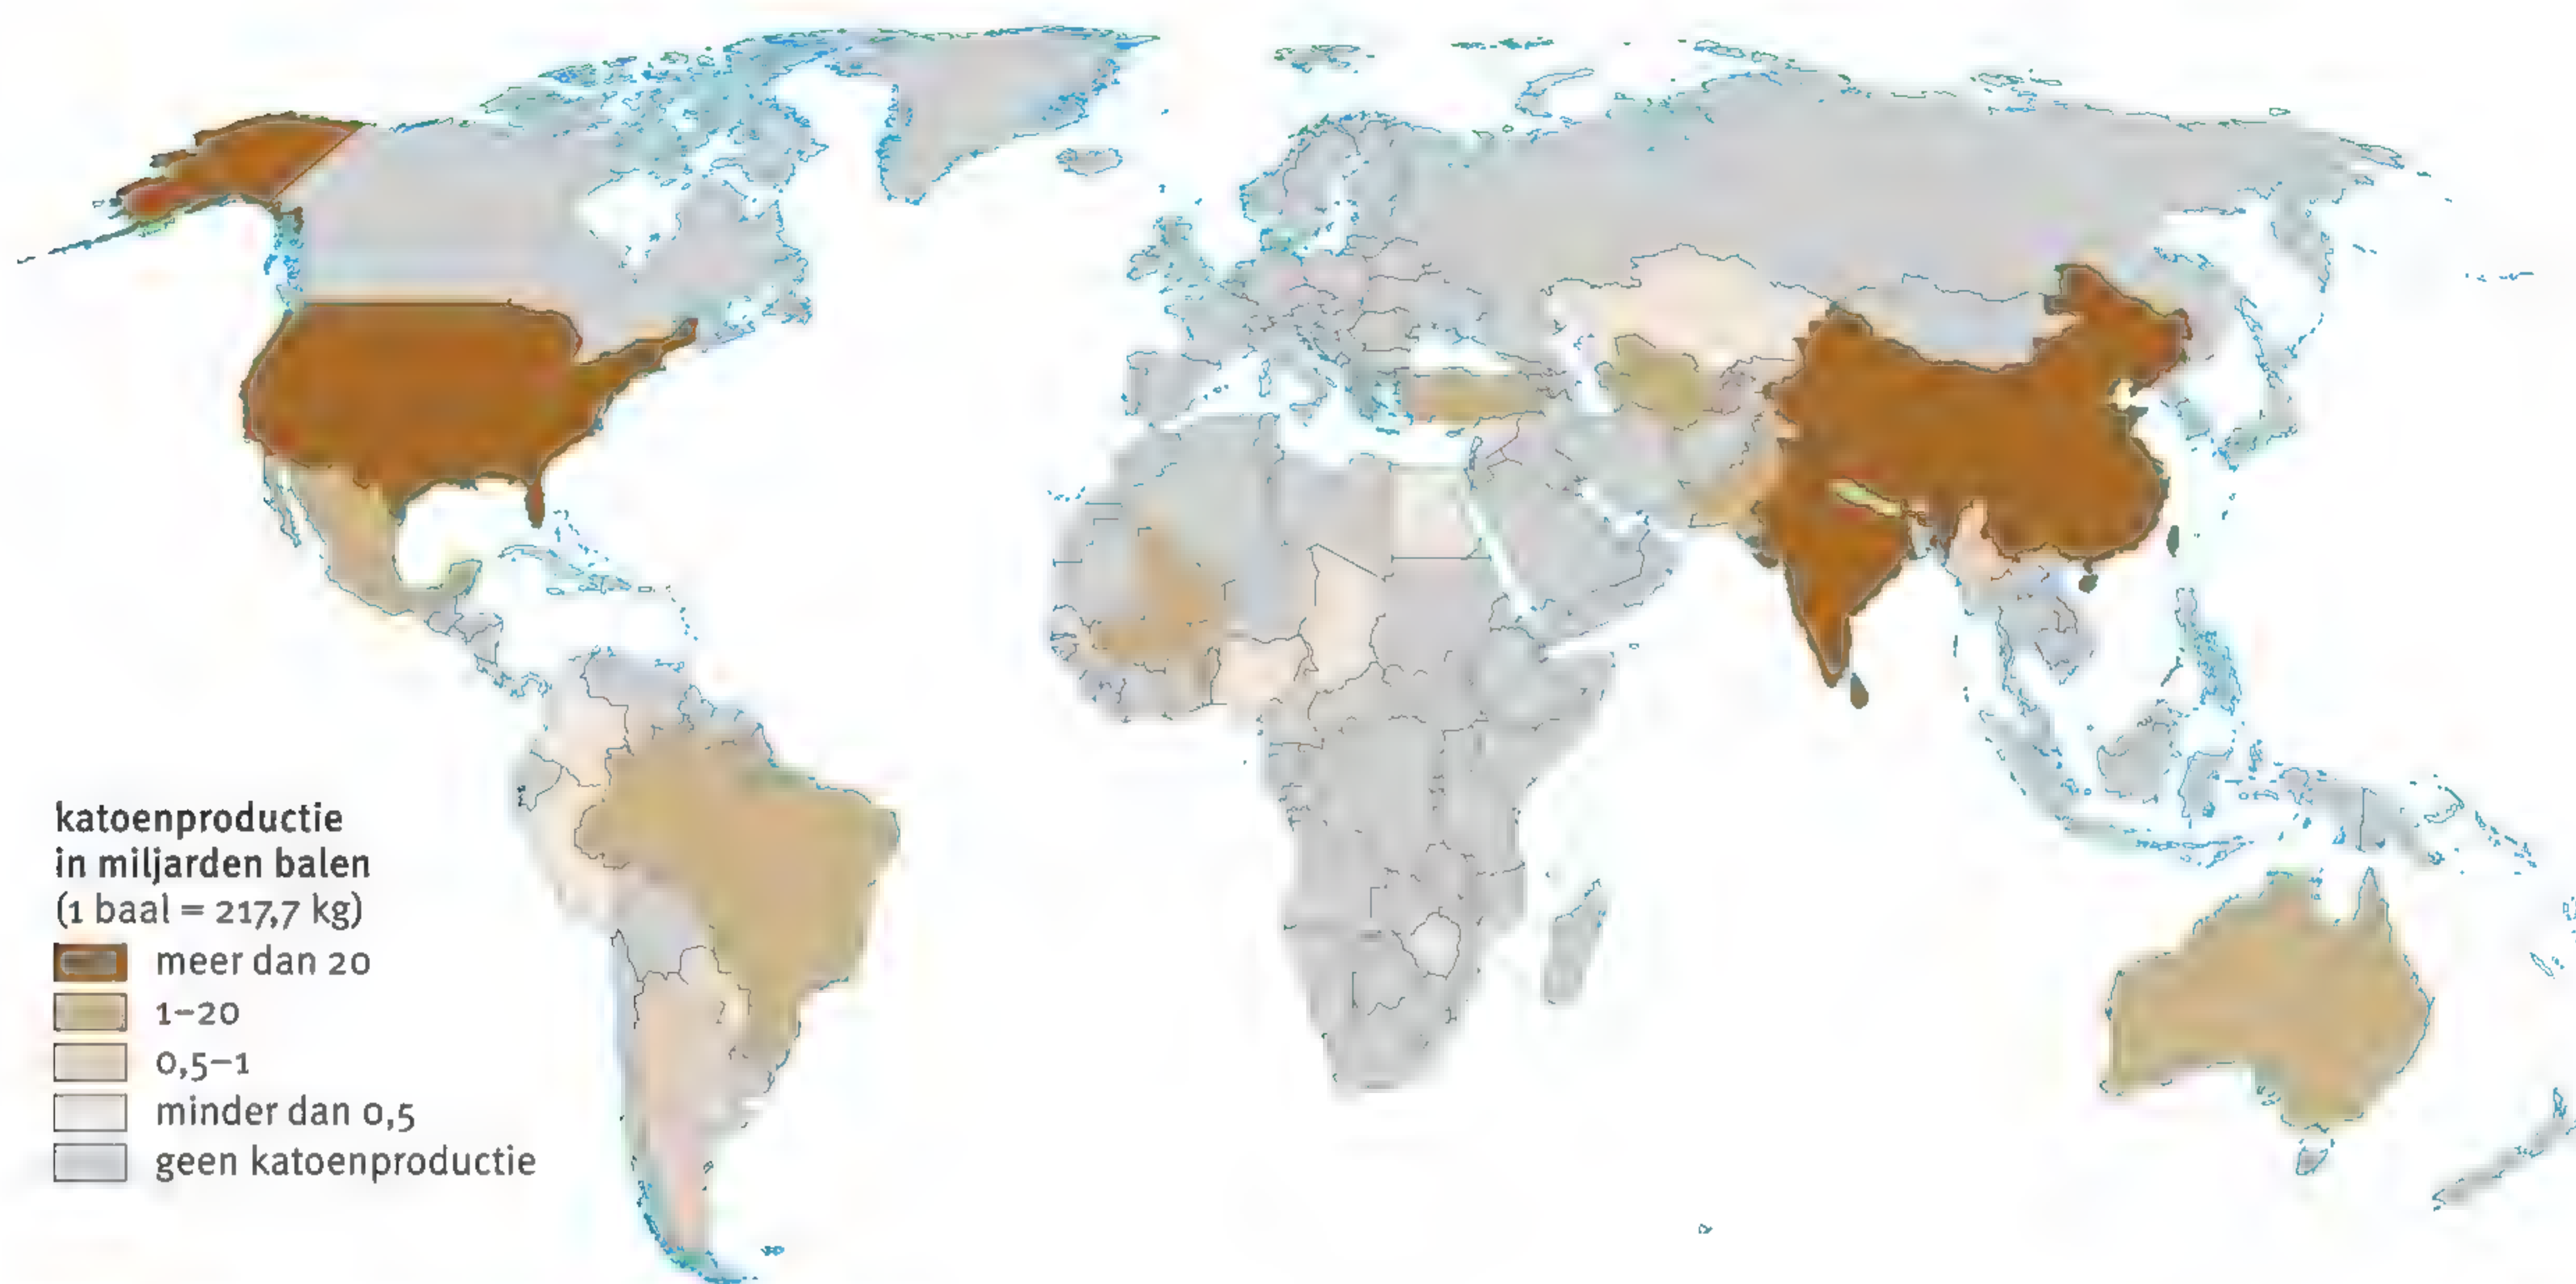 katoenproductie
in miljarden balen
(1 baal = 217,7 kg)
meer dan 20
1–20
0,5–1
minder dan 0,5
geen katoenproductie